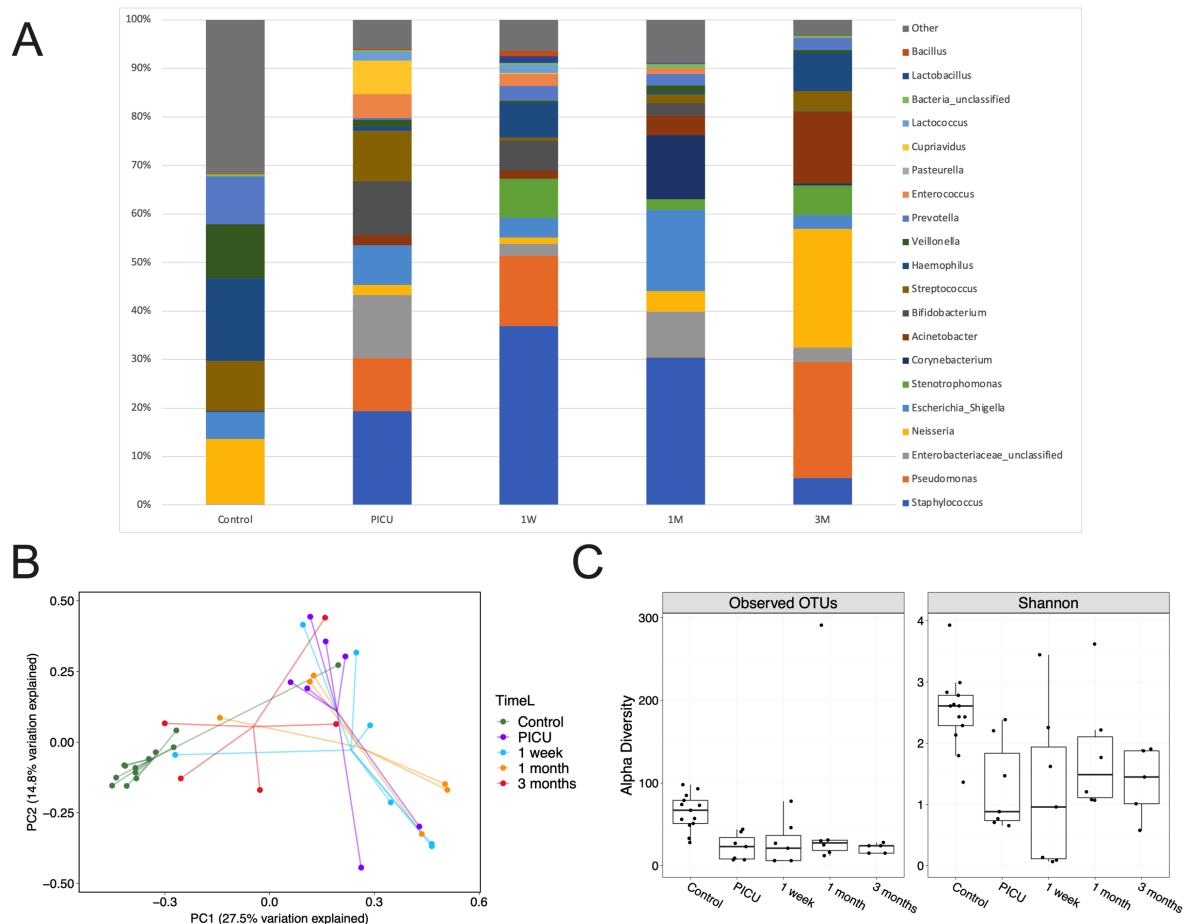 A
100%
90%
80%
70%
60%
50%
40%
30%
20%
10%
0%
Control
PICU
1W
1M
3M
Other
Bacillus
Lactobacillus
Bacteria_unclassified
Lactococcus
Cupriavidus
Pasteurella
Enterococcus
Prevotella
Veillonella
Haemophilus
Streptococcus
Bifidobacterium
Acinetobacter
Corynebacterium
Stenotrophomonas
Escherichia_Shigella
Neisseria
Enterobacteriaceae_unclassified
Pseudomonas
Staphylococcus
B
PC2 (14.8% variation explained)
0.50
0.25
0.00
−0.25
−0.50
−0.3
0.0
0.3
0.6
PC1 (27.5% variation explained)
TimeL
Control
PICU
1 week
1 month
3 months
C
Alpha Diversity
Observed OTUs
300
200
100
0
Control
PICU
1 week
1 month
3 months
Shannon
4
3
2
1
0
Control
PICU
1 week
1 month
3 months